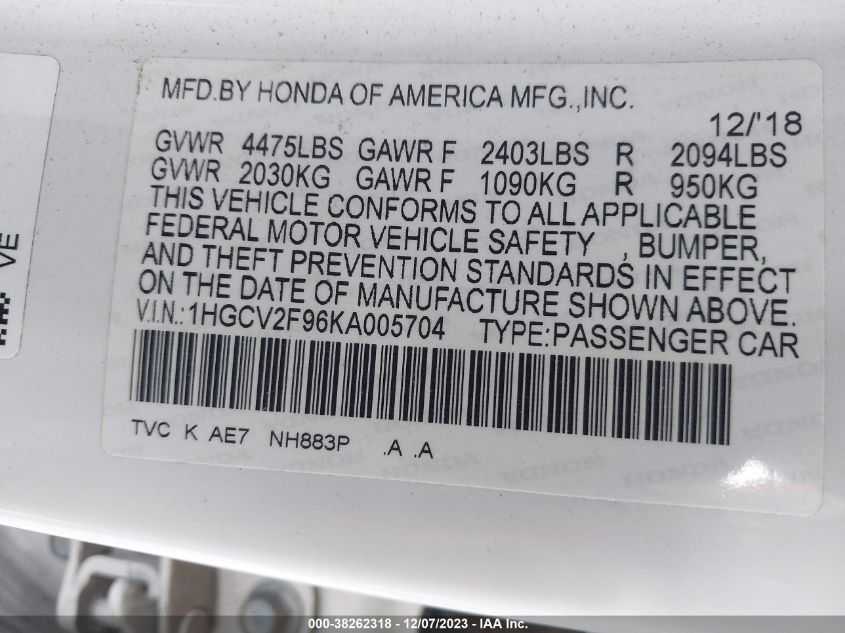 MFD.BY HONDA OF AMERICA MFG.,INC.
12/'18
GVWR 4475LBS GAWR F 2403LBS R 2094LBS
GVWR 2030KG GAWR F 1090KG R 950KG
THIS VEHICLE CONFORMS TO ALL APPLICABLE
FEDERAL MOTOR VEHICLE SAFETY , BUMPER,
AND THEFT PREVENTION STANDARDS IN EFFECT
ON THE DATE OF MANUFACTURE SHOWN ABOVE.
V.I.N.:1HGCV2F96KA005704 TYPE:PASSENGER CAR
TVC K AE7 NH883P .A .A
VE
000-38262318 - 12/07/2023 - IAA Inc.